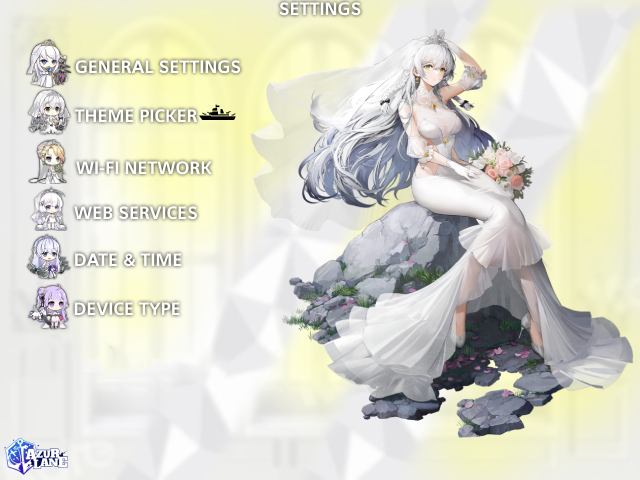 SETTINGS
GENERAL SETTINGS
THEME PICKER
WI-FI NETWORK
WEB SERVICES
DATE & TIME
DEVICE TYPE
AZUR
LANE